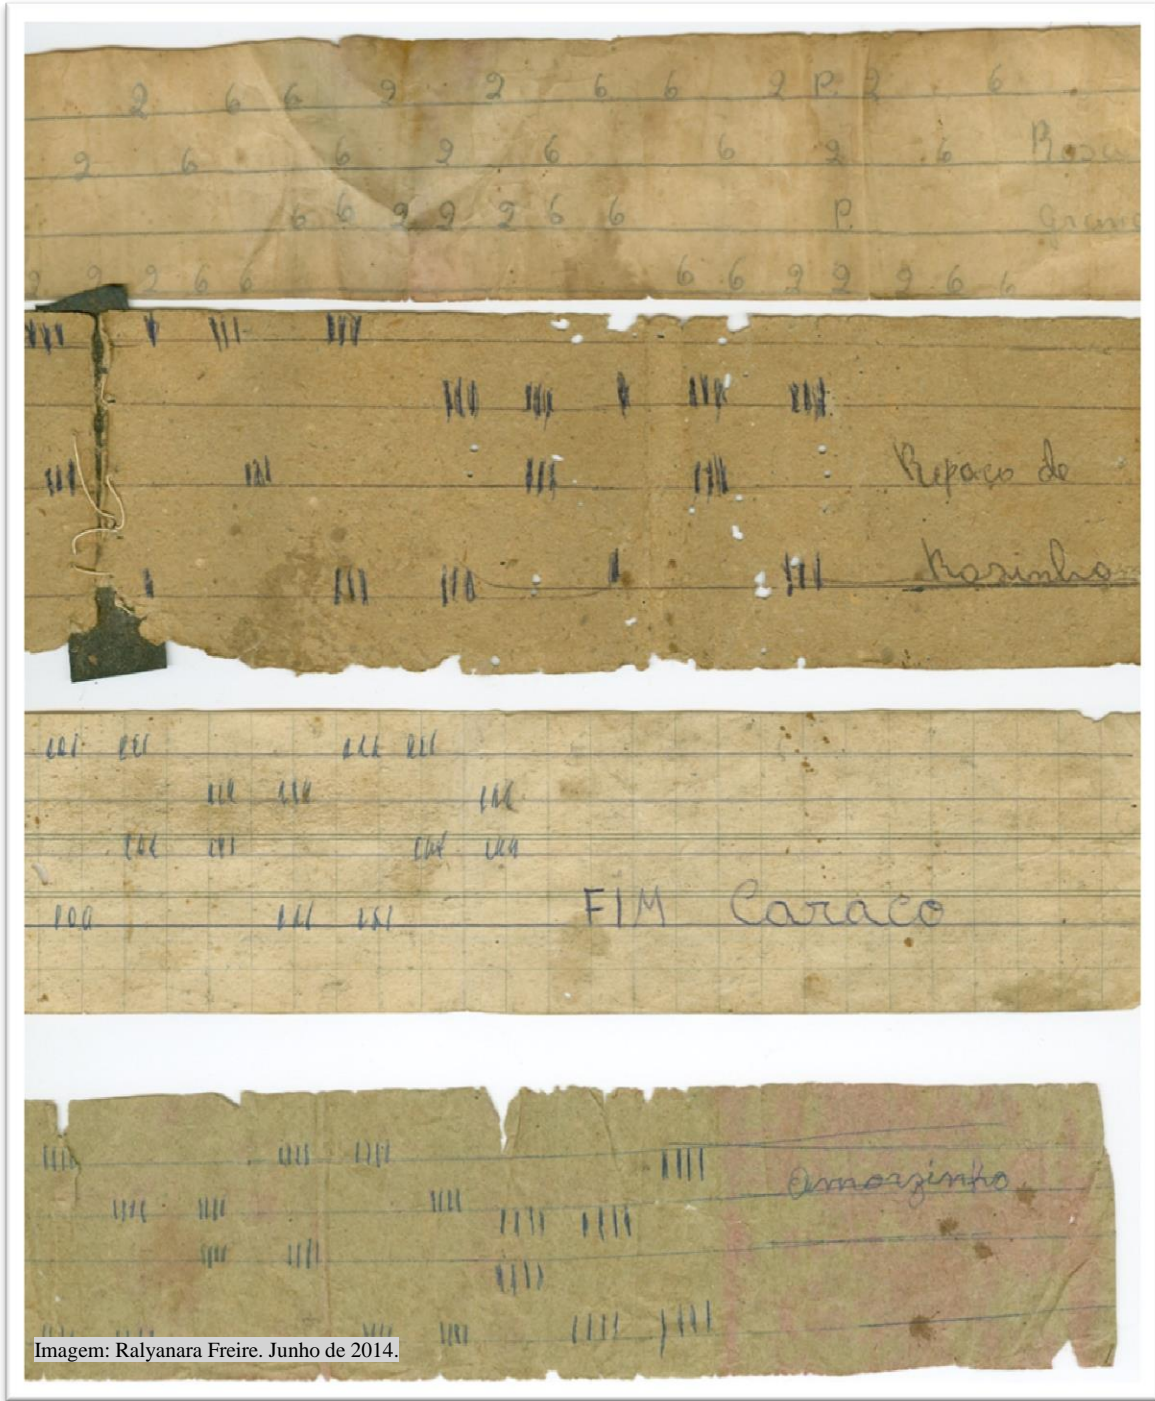 2 6 6 2 2 6 6 2 P. 2 6
2 6 6 2 6 6 2 6 Rosa
6 6 2 2 2 6 6 P.
2 2 6 6 6 6 2 2 2 6 6
Repaço de
Rosinha
FIM Caraco
Amorzinho
Imagem: Ralyanara Freire. Junho de 2014.